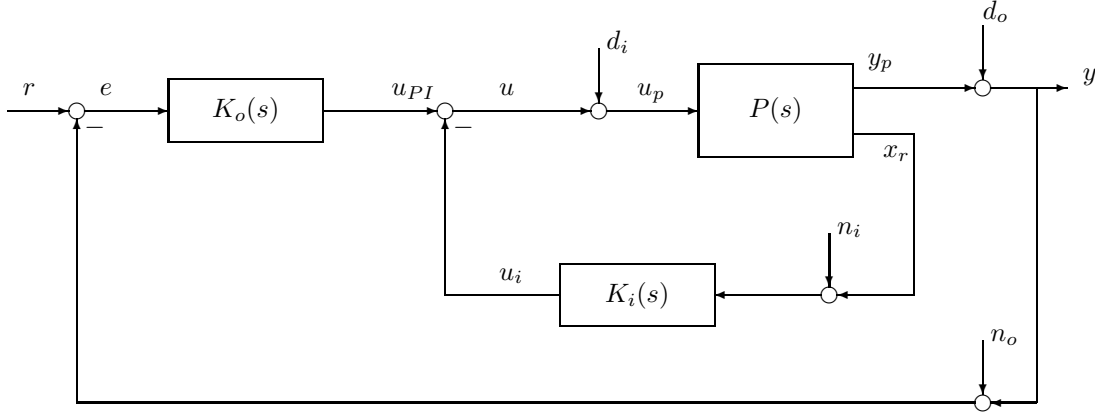 d_o
d_i
y_p
r
e
K_o(s)
u_{PI}
u
u_p
P(s)
y
−
−
x_r
n_i
u_i
K_i(s)
n_o